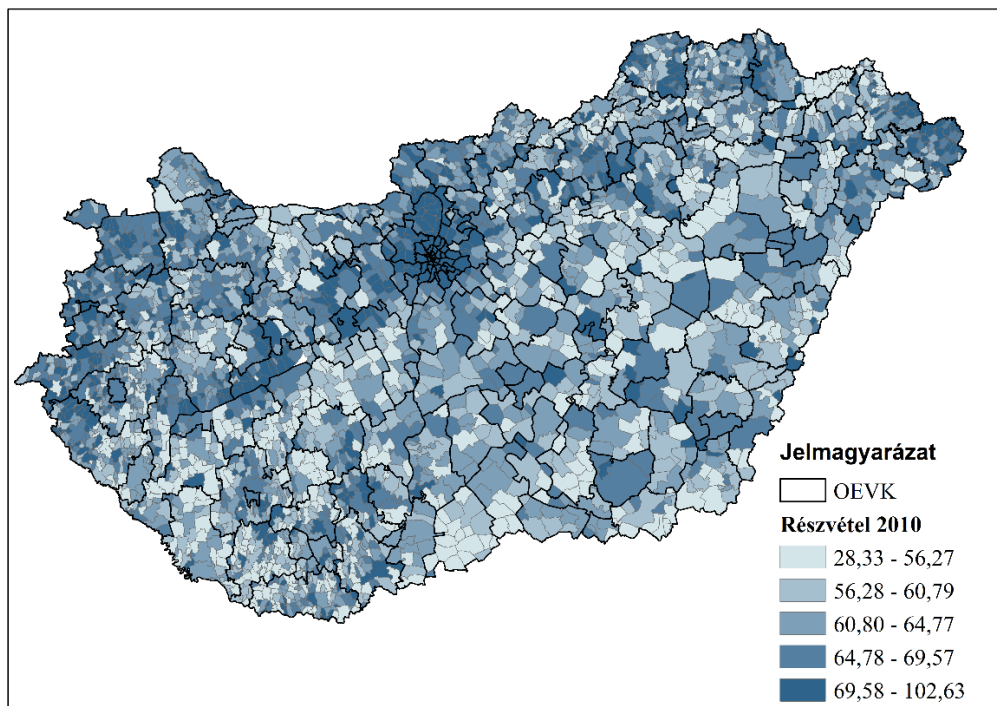 Jelmagyarázat
OEVK
Részvétel 2010
28,33 - 56,27
56,28 - 60,79
60,80 - 64,77
64,78 - 69,57
69,58 - 102,63